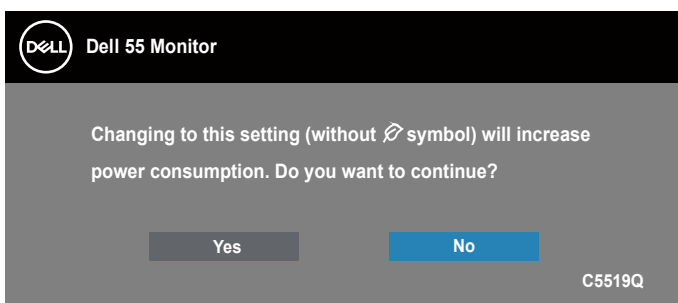 DELL
Dell 55 Monitor
Changing to this setting (without symbol) will increase
power consumption. Do you want to continue?
Yes
No
C5519Q